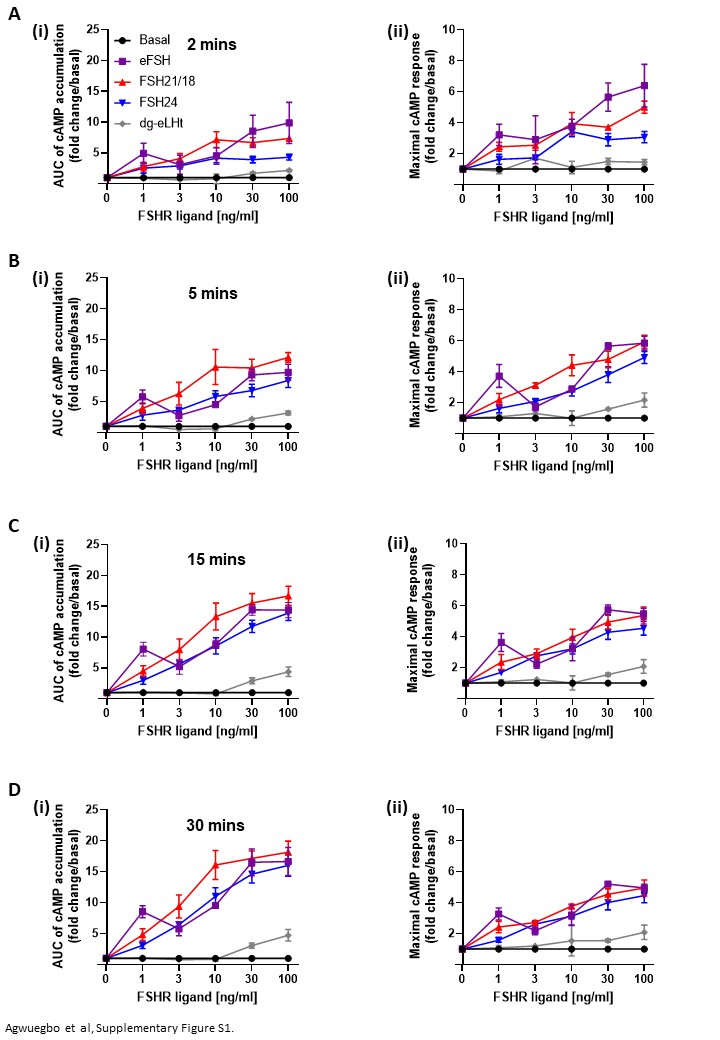 A
(i)
2 mins
AUC of cAMP accumulation
(fold change/basal)
25
20
15
10
5
Basal
eFSH
FSH21/18
FSH24
dg-eLHt
0 1 3 10 30 100
FSHR ligand [ng/ml]
(ii)
Maximal cAMP response
(fold change/basal)
10
8
6
4
2
0 1 3 10 30 100
FSHR ligand [ng/ml]
B
(i)
5 mins
AUC of cAMP accumulation
(fold change/basal)
25
20
15
10
5
0 1 3 10 30 100
FSHR ligand [ng/ml]
(ii)
Maximal cAMP response
(fold change/basal)
10
8
6
4
2
0 1 3 10 30 100
FSHR ligand [ng/ml]
C
(i)
15 mins
AUC of cAMP accumulation
(fold change/basal)
25
20
15
10
5
0 1 3 10 30 100
FSHR ligand [ng/ml]
(ii)
Maximal cAMP response
(fold change/basal)
10
8
6
4
2
0 1 3 10 30 100
FSHR ligand [ng/ml]
D
(i)
30 mins
AUC of cAMP accumulation
(fold change/basal)
25
20
15
10
5
0 1 3 10 30 100
FSHR ligand [ng/ml]
(ii)
Maximal cAMP response
(fold change/basal)
10
8
6
4
2
0 1 3 10 30 100
FSHR ligand [ng/ml]
Agwuegbo et al, Supplementary Figure S1.